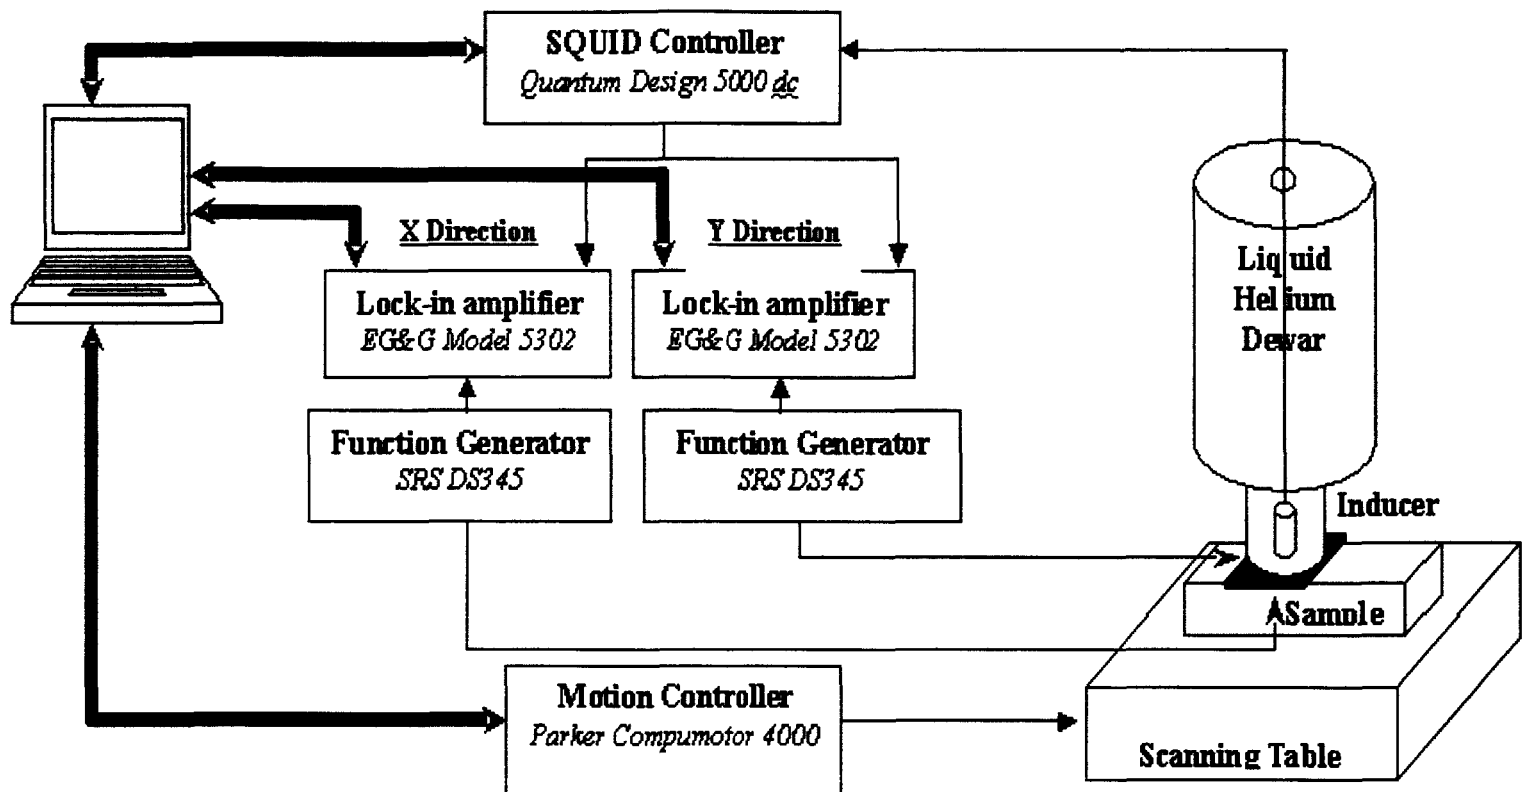 SQUID Controller
Quantum Design 5000 dc
X Direction
Y Direction
Lock-in amplifier
EG&G Model 5302
Lock-in amplifier
EG&G Model 5302
Function Generator
SRS DS345
Function Generator
SRS DS345
Liquid
Helium
Dewar
Inducer
Sample
Motion Controller
Parker Compumotor 4000
Scanning Table